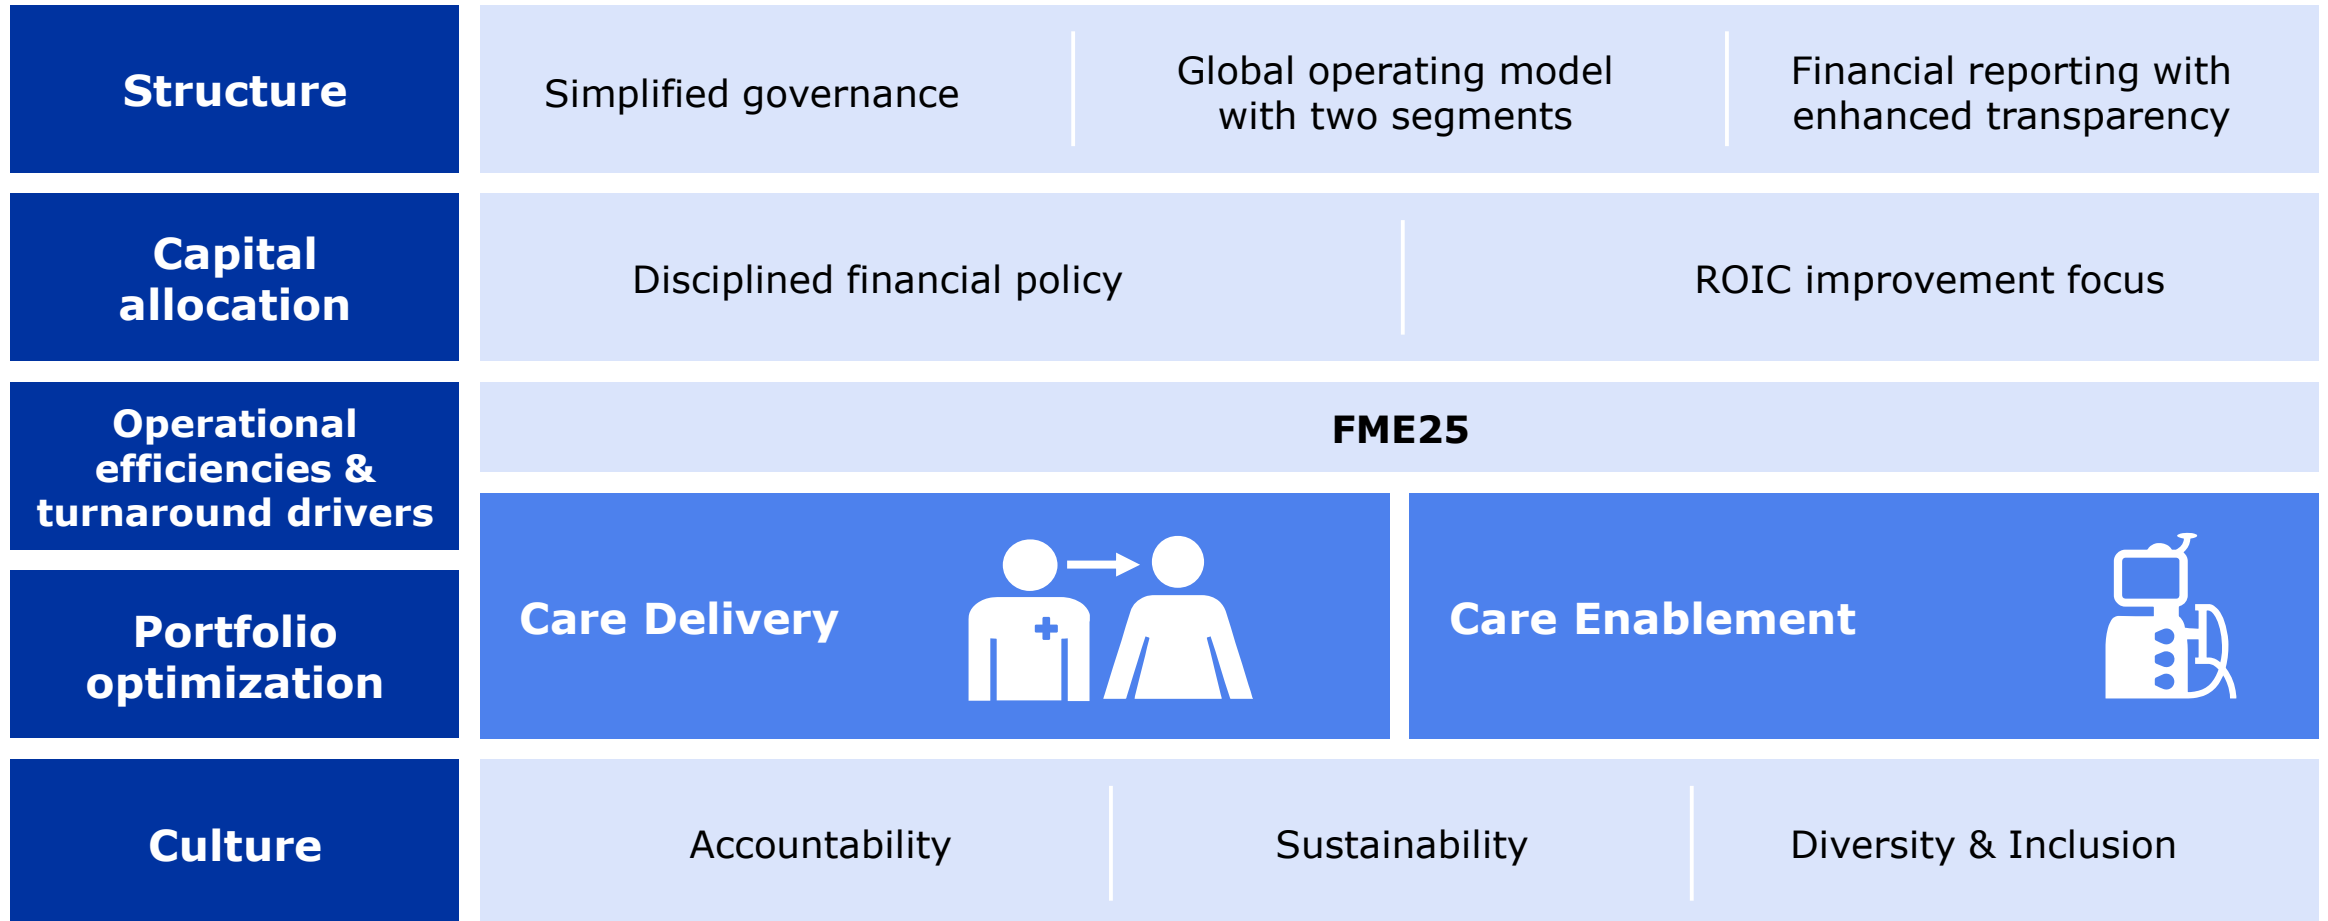 Structure
Simplified governance
Global operating model
with two segments
Financial reporting with
enhanced transparency
Capital
allocation
Disciplined financial policy
ROIC improvement focus
Operational
efficiencies &
turnaround drivers
FME25
Portfolio
optimization
Care Delivery
Care Enablement
Culture
Accountability
Sustainability
Diversity & Inclusion